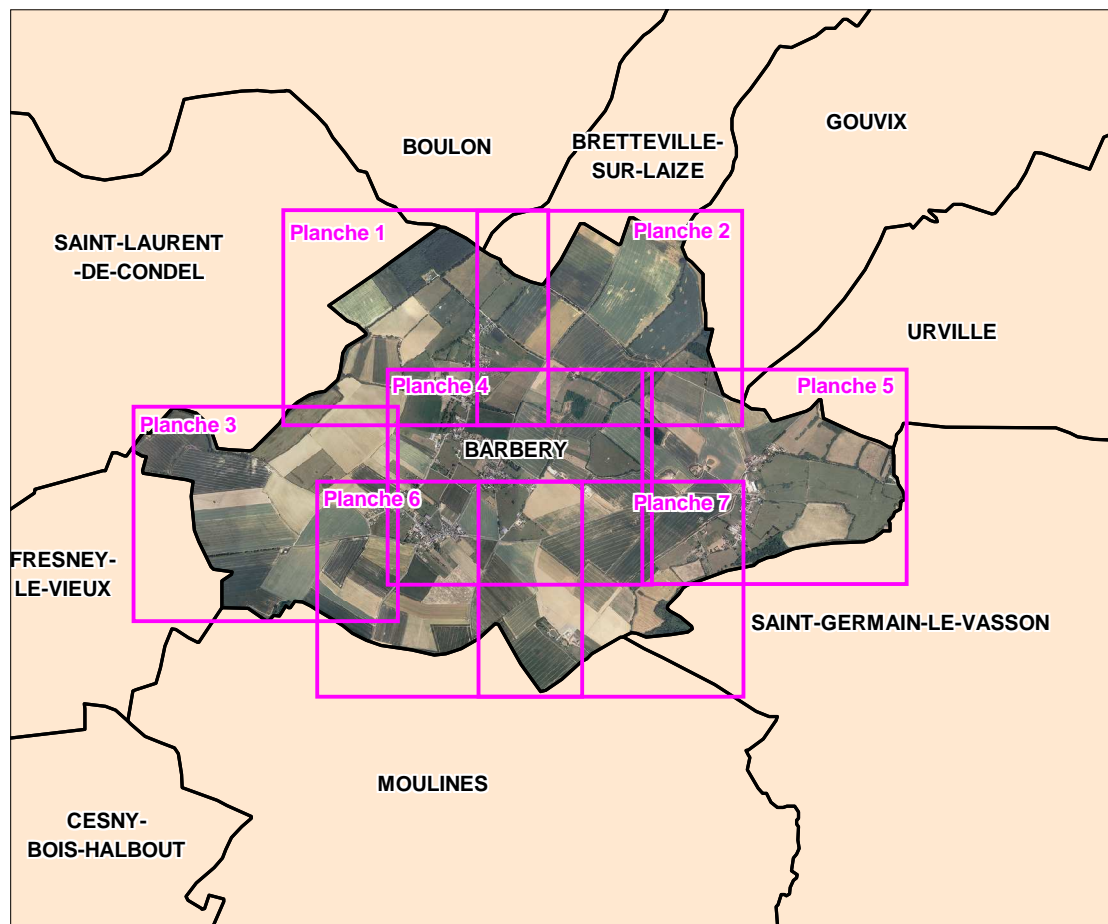 GOUVIX
BOULON
BRETTEVILLE-
SUR-LAIZE
SAINT-LAURENT
-DE-CONDEL
Planche 1
Planche 2
URVILLE
Planche 4
Planche 5
Planche 3
BARBERY
Planche 6
Planche 7
FRESNEY-
LE-VIEUX
SAINT-GERMAIN-LE-VASSON
MOULINES
CESNY-
BOIS-HALBOUT